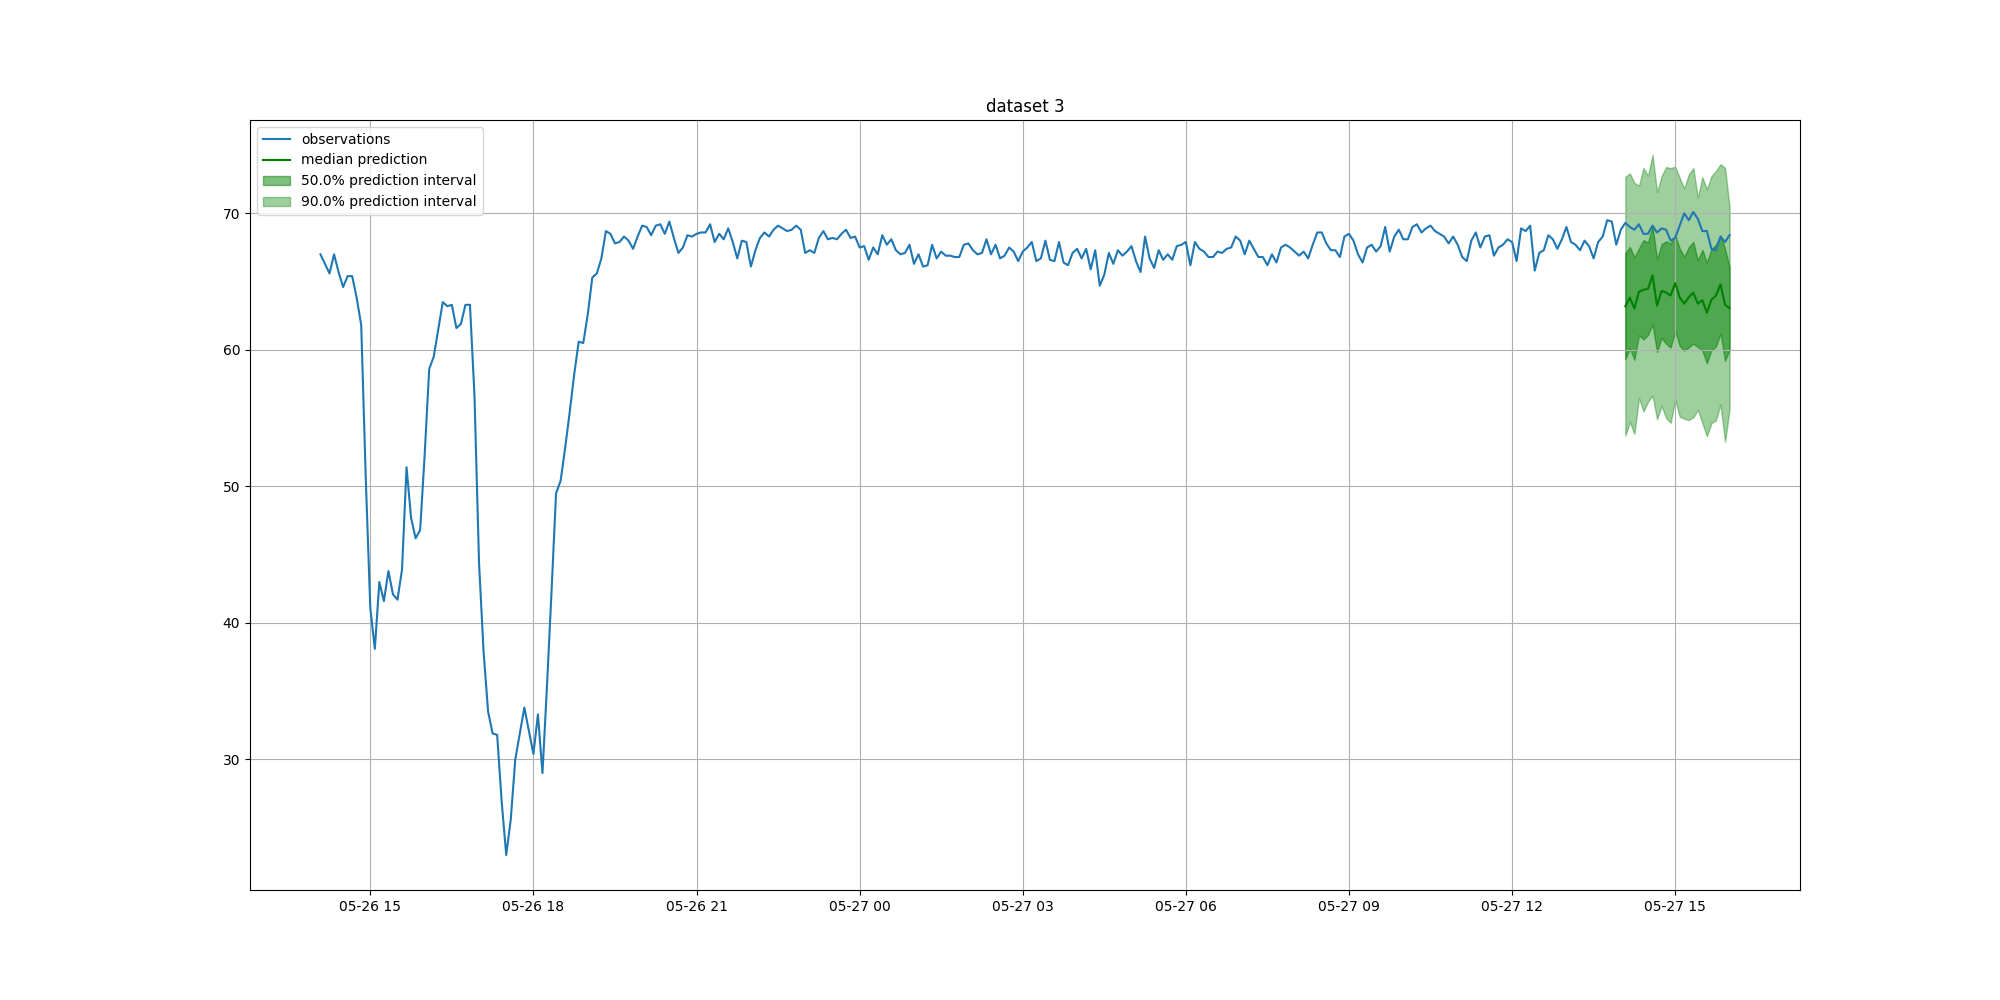 dataset 3
observations
median prediction
50.0% prediction interval
90.0% prediction interval
70
60
50
40
30
05-26 15
05-26 18
05-26 21
05-27 00
05-27 03
05-27 06
05-27 09
05-27 12
05-27 15